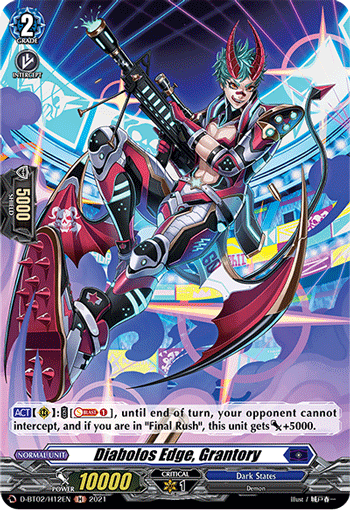 2
GRADE
INTERCEPT
5000
SHIELD
ACT【 】:[ BLAST 1 ], until end of turn, your opponent cannot
intercept, and if you are in "Final Rush", this unit gets +5000.
NORMAL UNIT
Diabolos Edge, Grantory
POWER 10000
CRITICAL
1
Dark States
Demon
D-BT02/H12EN H 2021
Illust /